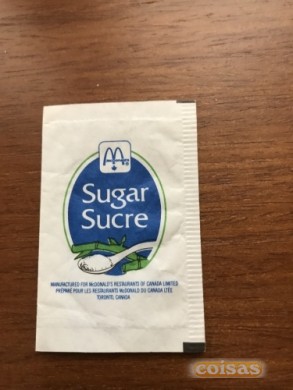 Sugar
Sucre
MANUFACTURED FOR McDONALD'S RESTAURANTS OF CANADA LIMITED
PRÉPARÉ POUR LES RESTAURANTS McDONALD DU CANADA LTÉE
TORONTO, CANADA
coisas